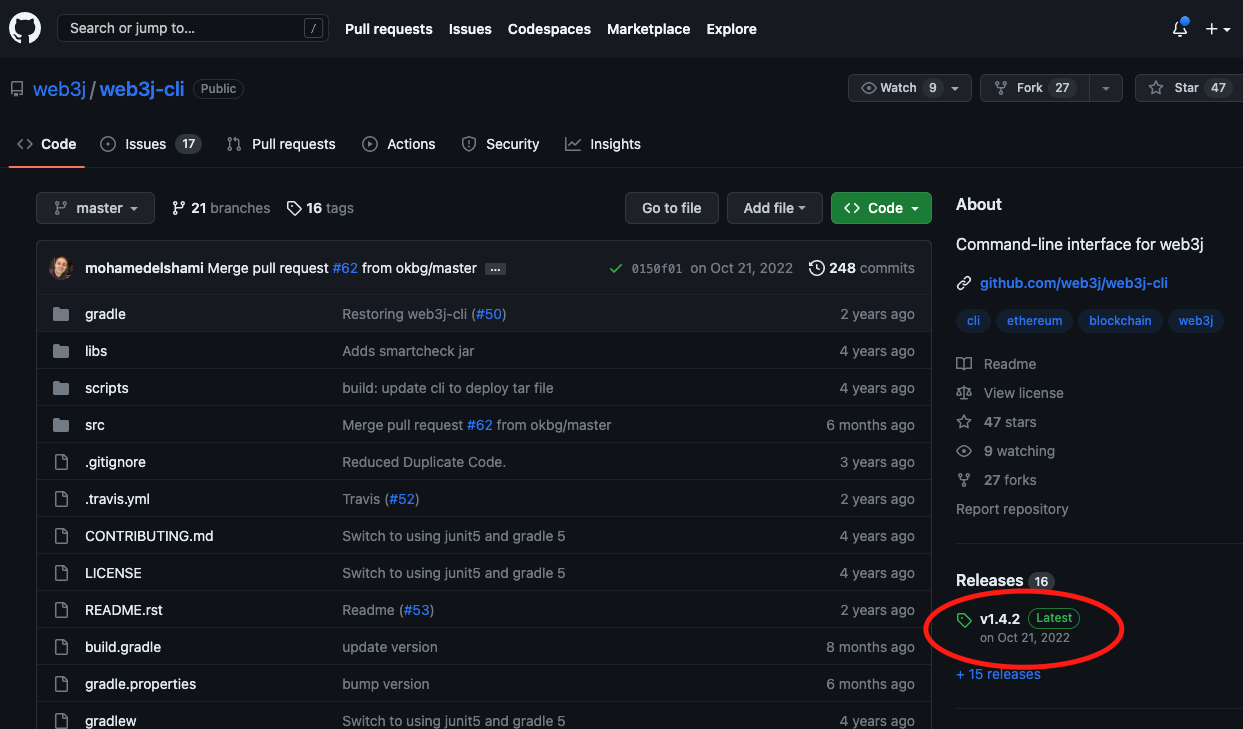 Search or jump to... /
Pull requests Issues Codespaces Marketplace Explore
web3j / web3j-cli Public
Watch 9 Fork 27 Star 47
Code Issues 17 Pull requests Actions Security Insights
master 21 branches 16 tags
Go to file Add file Code
mohamedelshami Merge pull request #62 from okbg/master ... 0150f01 on Oct 21, 2022 248 commits
gradle Restoring web3j-cli (#50) 2 years ago
libs Adds smartcheck jar 4 years ago
scripts build: update cli to deploy tar file 4 years ago
src Merge pull request #62 from okbg/master 6 months ago
.gitignore Reduced Duplicate Code. 3 years ago
.travis.yml Travis (#52) 2 years ago
CONTRIBUTING.md Switch to using junit5 and gradle 5 4 years ago
LICENSE Switch to using junit5 and gradle 5 4 years ago
README.rst Readme (#53) 2 years ago
build.gradle update version 8 months ago
gradle.properties bump version 6 months ago
gradlew Switch to using junit5 and gradle 5 4 years ago
About
Command-line interface for web3j
github.com/web3j/web3j-cli
cli ethereum blockchain web3j
Readme
View license
47 stars
9 watching
27 forks
Report repository
Releases 16
v1.4.2 Latest
on Oct 21, 2022
+ 15 releases